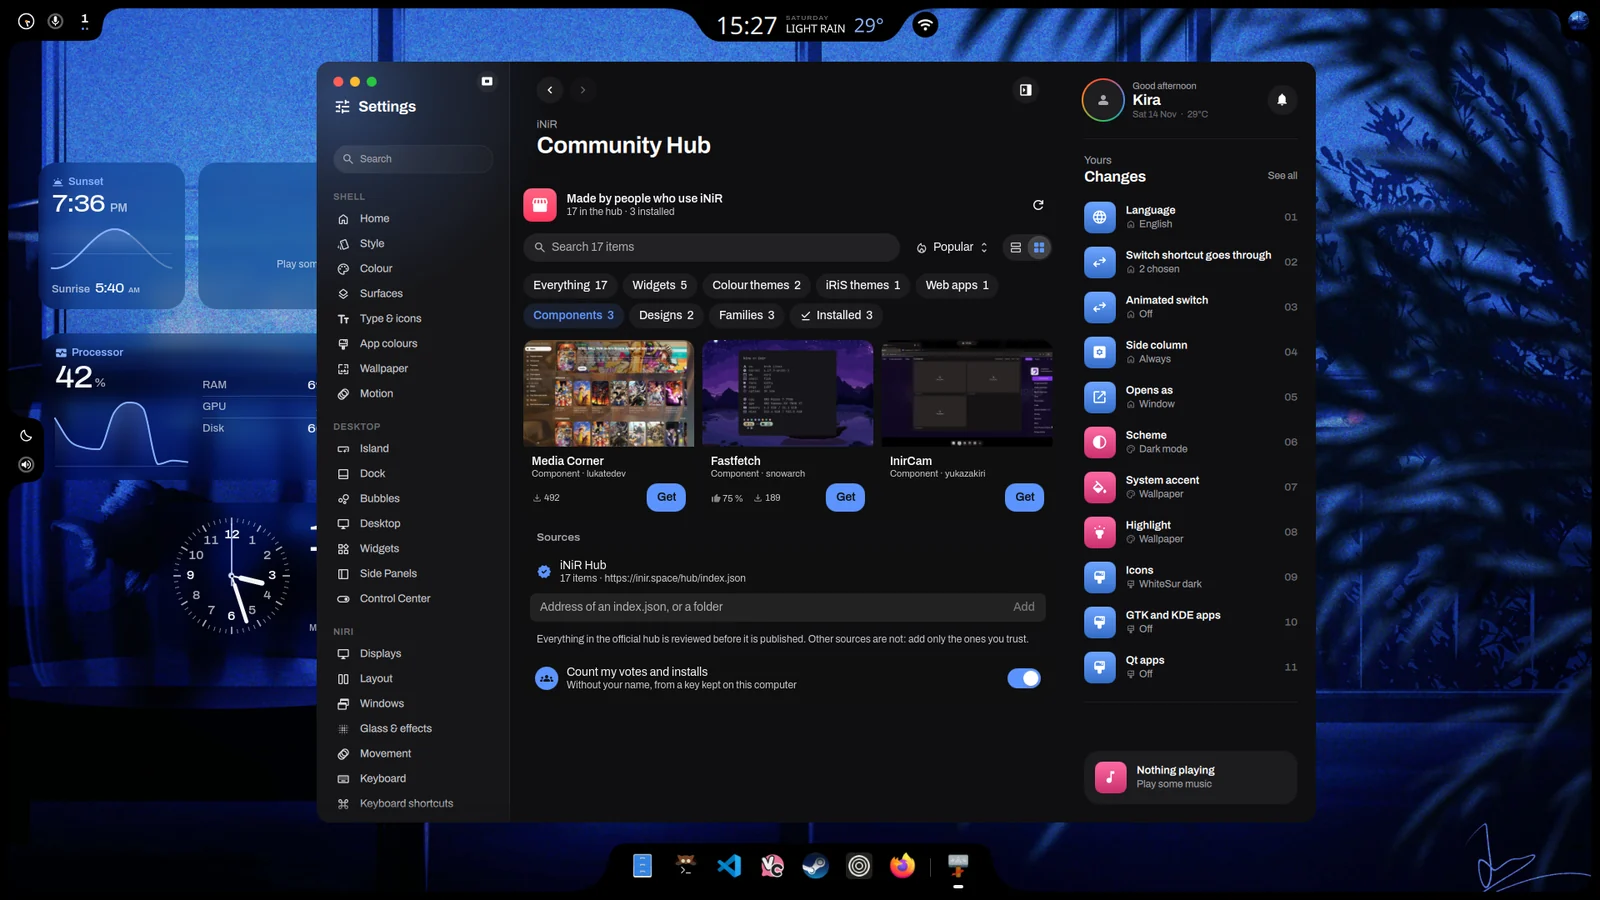 1
15:27
SATURDAY
LIGHT RAIN
29°
Sunset
7:36 PM
Sunrise 5:40 AM
Play som
Processor
42%
RAM
GPU
Disk
12
1
2
3
4
5
6
7
8
9
10
11
Settings
Search
SHELL
Home
Style
Colour
Surfaces
Type & icons
App colours
Wallpaper
Motion
DESKTOP
Island
Dock
Bubbles
Desktop
Widgets
Side Panels
Control Center
NIRI
Displays
Layout
Windows
Glass & effects
Movement
Keyboard
Keyboard shortcuts
iNiR
Community Hub
Made by people who use iNiR
17 in the hub · 3 installed
Search 17 items
Popular
Everything 17
Widgets 5
Colour themes 2
iRiS themes 1
Web apps 1
Components 3
Designs 2
Families 3
Installed 3
Media Corner
Component · lukatedev
492
Get
Fastfetch
Component · snowarch
75 %
189
Get
InirCam
Component · yukazakiri
Get
Sources
iNiR Hub
17 items · https://inir.space/hub/index.json
Address of an index.json, or a folder
Add
Everything in the official hub is reviewed before it is published. Other sources are not: add only the ones you trust.
Count my votes and installs
Without your name, from a key kept on this computer
Good afternoon
Kira
Sat 14 Nov · 29°C
Yours
Changes
See all
Language
English
01
Switch shortcut goes through
2 chosen
02
Animated switch
Off
03
Side column
Always
04
Opens as
Window
05
Scheme
Dark mode
06
System accent
Wallpaper
07
Highlight
Wallpaper
08
Icons
WhiteSur dark
09
GTK and KDE apps
Off
10
Qt apps
Off
11
Nothing playing
Play some music